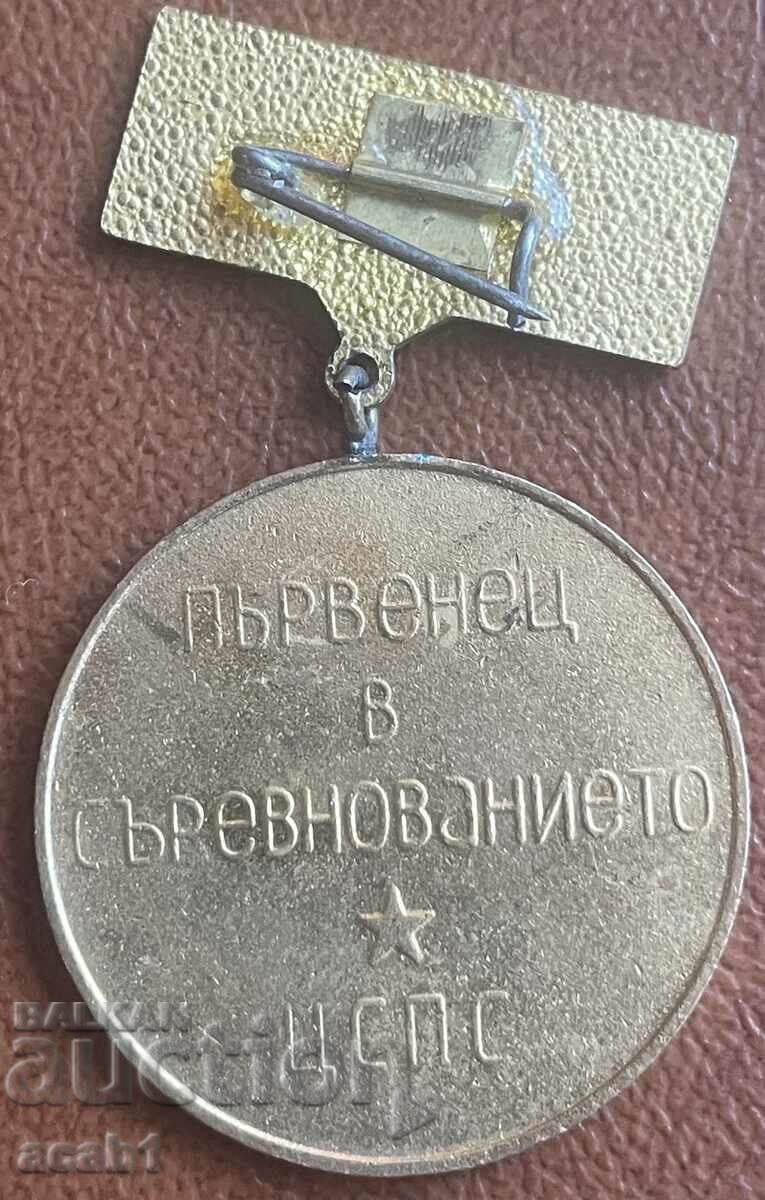 ПЪРВЕНЕЦ
В
СЪРЕВНОВАНИЕТО
ЦСПС
BALKAN
auction
acab1